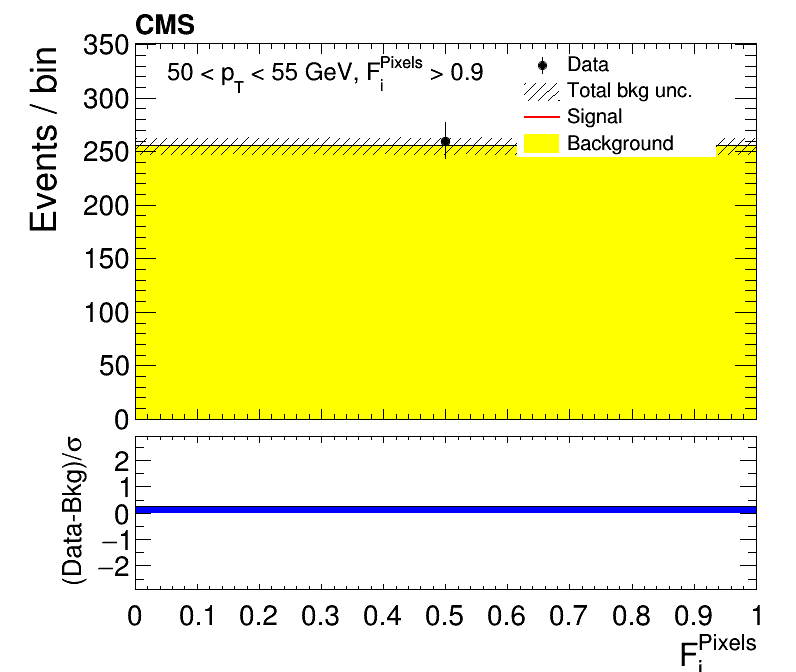 CMS
50 < p_T < 55 GeV, F_i^Pixels > 0.9
Data
Total bkg unc.
Signal
Background
Events / bin
350
300
250
200
150
100
50
0
(Data-Bkg)/σ
2
1
0
−1
−2
0 0.1 0.2 0.3 0.4 0.5 0.6 0.7 0.8 0.9 1
F_i^Pixels